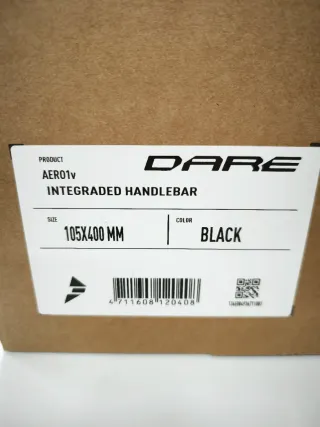 PRODUCT
DARE
AERO1v
INTEGRADED HANDLEBAR
SIZE
105X400 MM
COLOR
BLACK
4711608120408